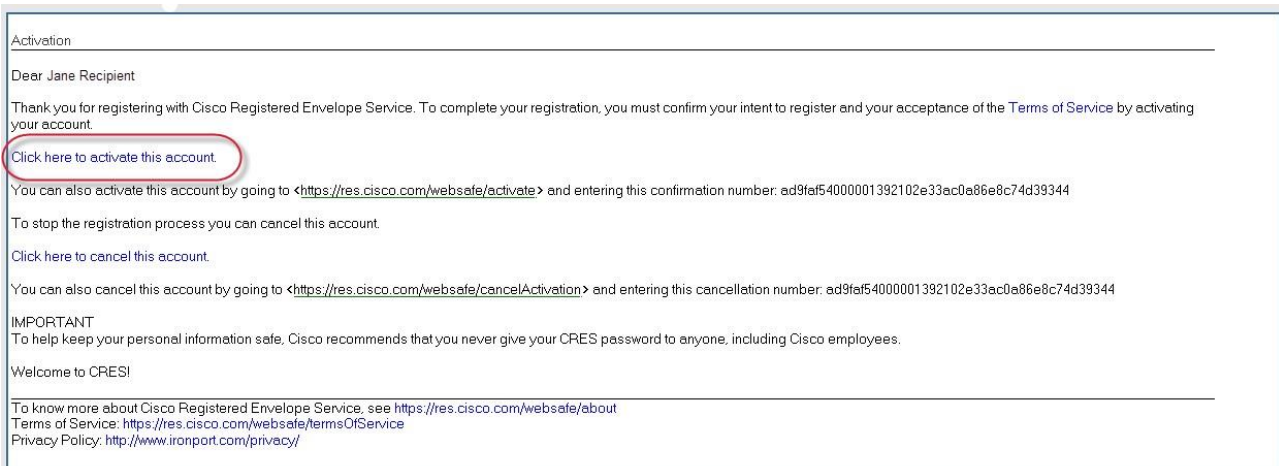 Activation
Dear Jane Recipient
Thank you for registering with Cisco Registered Envelope Service. To complete your registration, you must confirm your intent to register and your acceptance of the Terms of Service by activating
your account.
Click here to activate this account.
You can also activate this account by going to <https://res.cisco.com/websafe/activate> and entering this confirmation number: ad9faf54000001392102e33ac0a86e8c74d39344
To stop the registration process you can cancel this account.
Click here to cancel this account.
You can also cancel this account by going to <https://res.cisco.com/websafe/cancelActivation> and entering this cancellation number: ad9faf54000001392102e33ac0a86e8c74d39344
IMPORTANT
To help keep your personal information safe, Cisco recommends that you never give your CRES password to anyone, including Cisco employees.
Welcome to CRES!
To know more about Cisco Registered Envelope Service, see https://res.cisco.com/websafe/about
Terms of Service: https://res.cisco.com/websafe/termsOfService
Privacy Policy: http://www.ironport.com/privacy/